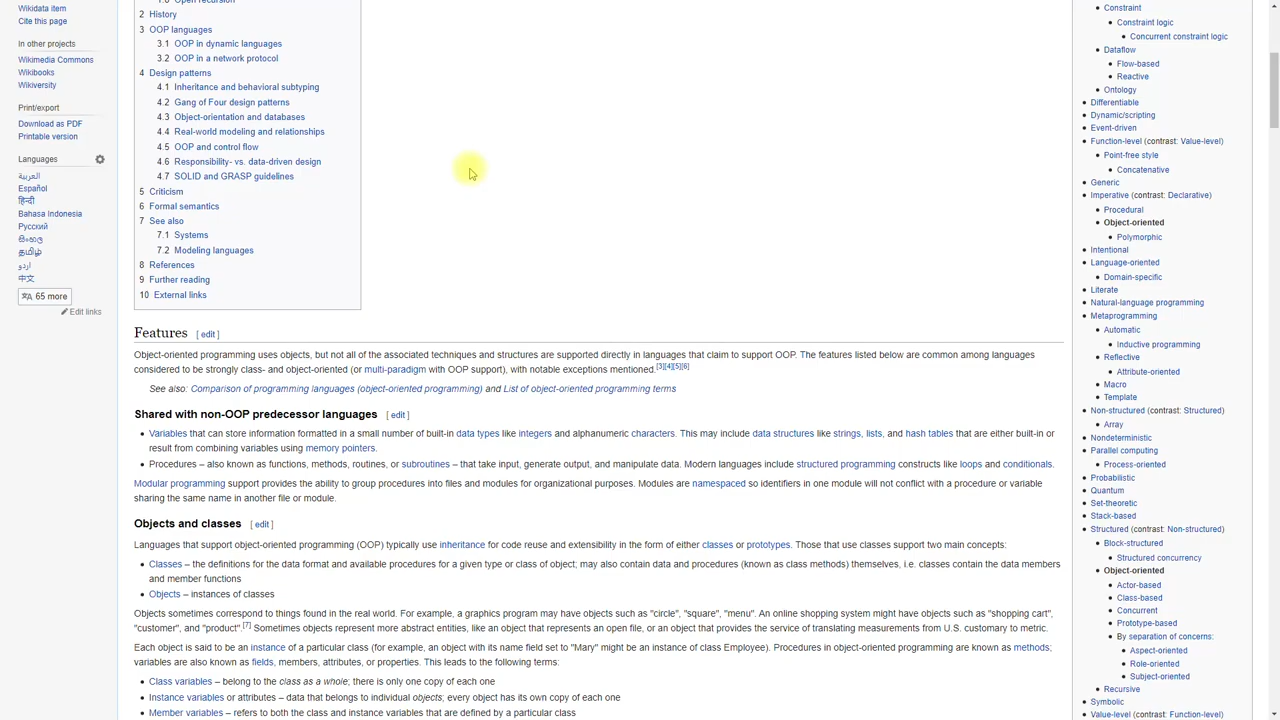 Wikidata item
Cite this page
In other projects
Wikimedia Commons
Wikibooks
Wikiversity
Print/export
Download as PDF
Printable version
Languages
العربية
Español
हिन्दी
Bahasa Indonesia
Русский
සිංහල
தமிழ்
اردو
中文
65 more
Edit links
2 History
3 OOP languages
3.1 OOP in dynamic languages
3.2 OOP in a network protocol
4 Design patterns
4.1 Inheritance and behavioral subtyping
4.2 Gang of Four design patterns
4.3 Object-orientation and databases
4.4 Real-world modeling and relationships
4.5 OOP and control flow
4.6 Responsibility- vs. data-driven design
4.7 SOLID and GRASP guidelines
5 Criticism
6 Formal semantics
7 See also
7.1 Systems
7.2 Modeling languages
8 References
9 Further reading
10 External links
Features [ edit ]
Object-oriented programming uses objects, but not all of the associated techniques and structures are supported directly in languages that claim to support OOP. The features listed below are common among languages
considered to be strongly class- and object-oriented (or multi-paradigm with OOP support), with notable exceptions mentioned.[3][4][5][6]
See also: Comparison of programming languages (object-oriented programming) and List of object-oriented programming terms
Shared with non-OOP predecessor languages [ edit ]
• Variables that can store information formatted in a small number of built-in data types like integers and alphanumeric characters. This may include data structures like strings, lists, and hash tables that are either built-in or
result from combining variables using memory pointers.
• Procedures – also known as functions, methods, routines, or subroutines – that take input, generate output, and manipulate data. Modern languages include structured programming constructs like loops and conditionals.
Modular programming support provides the ability to group procedures into files and modules for organizational purposes. Modules are namespaced so identifiers in one module will not conflict with a procedure or variable
sharing the same name in another file or module.
Objects and classes [ edit ]
Languages that support object-oriented programming (OOP) typically use inheritance for code reuse and extensibility in the form of either classes or prototypes. Those that use classes support two main concepts:
• Classes – the definitions for the data format and available procedures for a given type or class of object; may also contain data and procedures (known as class methods) themselves, i.e. classes contain the data members
and member functions
• Objects – instances of classes
Objects sometimes correspond to things found in the real world. For example, a graphics program may have objects such as "circle", "square", "menu". An online shopping system might have objects such as "shopping cart",
"customer", and "product".[7] Sometimes objects represent more abstract entities, like an object that represents an open file, or an object that provides the service of translating measurements from U.S. customary to metric.
Each object is said to be an instance of a particular class (for example, an object with its name field set to "Mary" might be an instance of class Employee). Procedures in object-oriented programming are known as methods;
variables are also known as fields, members, attributes, or properties. This leads to the following terms:
• Class variables – belong to the class as a whole; there is only one copy of each one
• Instance variables or attributes – data that belongs to individual objects; every object has its own copy of each one
• Member variables – refers to both the class and instance variables that are defined by a particular class
• Constraint
• Constraint logic
• Concurrent constraint logic
• Dataflow
• Flow-based
• Reactive
• Ontology
• Differentiable
• Dynamic/scripting
• Event-driven
• Function-level (contrast: Value-level)
• Point-free style
• Concatenative
• Generic
• Imperative (contrast: Declarative)
• Procedural
• Object-oriented
• Polymorphic
• Intentional
• Language-oriented
• Domain-specific
• Literate
• Natural-language programming
• Metaprogramming
• Automatic
• Inductive programming
• Reflective
• Attribute-oriented
• Macro
• Template
• Non-structured (contrast: Structured)
• Array
• Nondeterministic
• Parallel computing
• Process-oriented
• Probabilistic
• Quantum
• Set-theoretic
• Stack-based
• Structured (contrast: Non-structured)
• Block-structured
• Structured concurrency
• Object-oriented
• Actor-based
• Class-based
• Concurrent
• Prototype-based
• By separation of concerns:
• Aspect-oriented
• Role-oriented
• Subject-oriented
• Recursive
• Symbolic
• Value-level (contrast: Function-level)